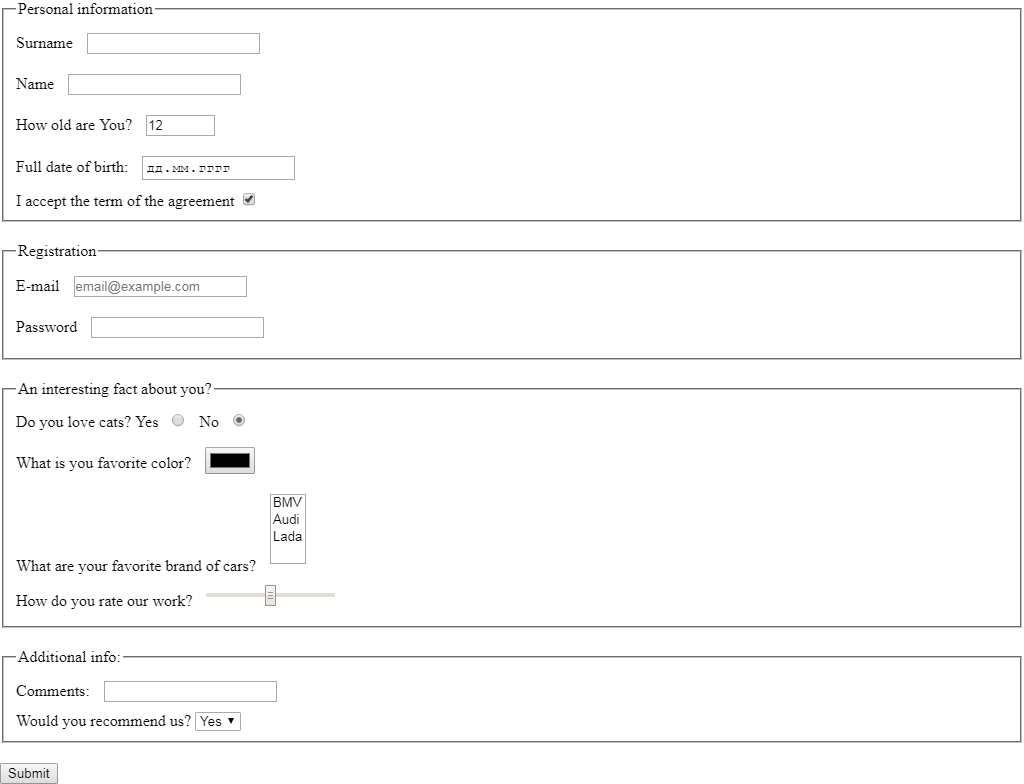 Personal information
Surname
Name
How old are You? 12
Full date of birth: дд.мм.гггг
I accept the term of the agreement
Registration
E-mail email@example.com
Password
An interesting fact about you?
Do you love cats? Yes No
What is you favorite color?
BMV
Audi
Lada
What are your favorite brand of cars?
How do you rate our work?
Additional info:
Comments:
Would you recommend us? Yes
Submit